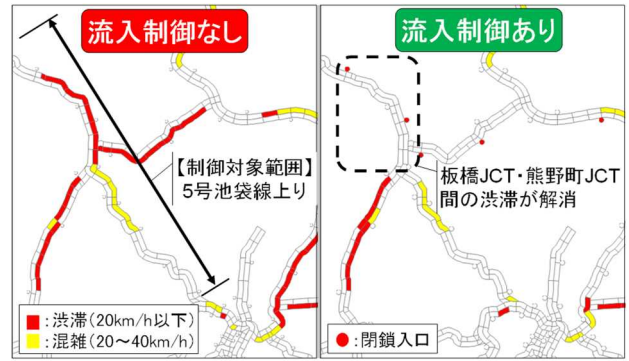 流入制御なし
【制御対象範囲】
5号池袋線上り
■:渋滞(20km/h以下)
■:混雑(20～40km/h)
流入制御あり
板橋JCT・熊野町JCT
間の渋滞が解消
●:閉鎖入口